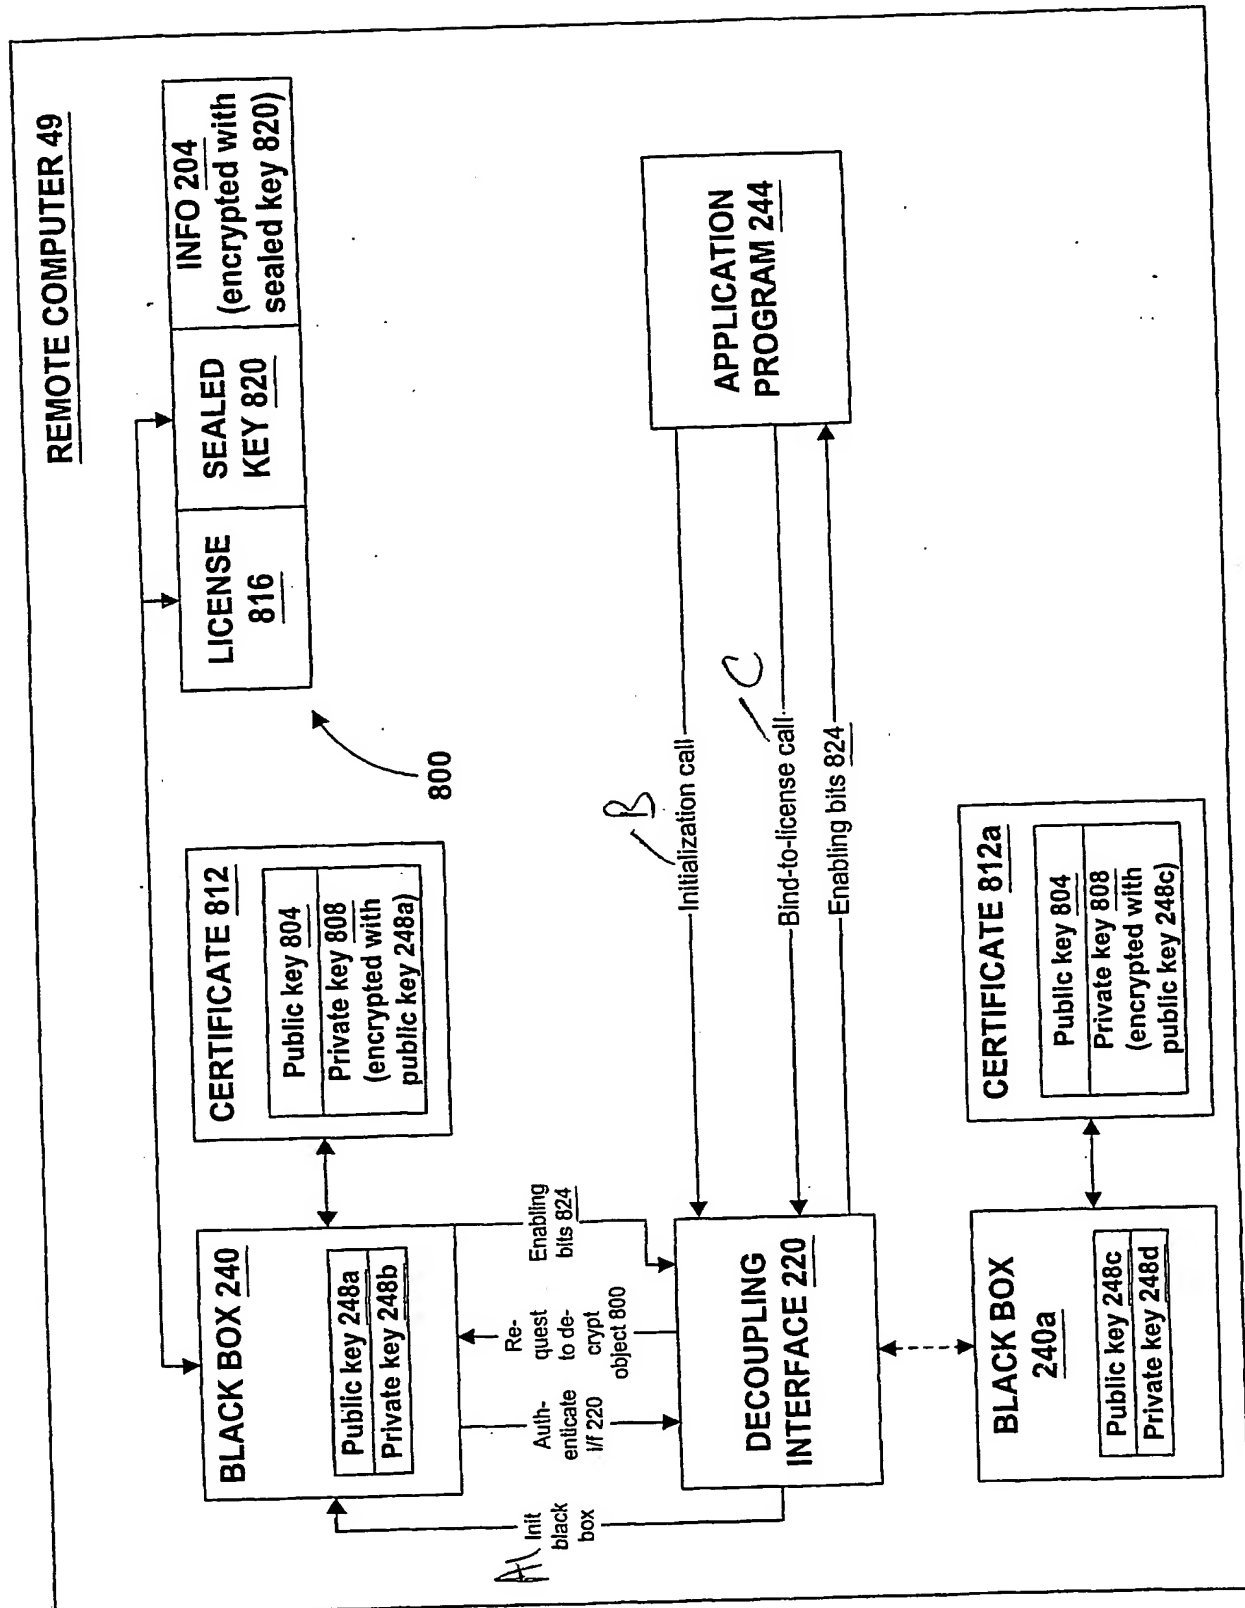 REMOTE COMPUTER 49
BLACK BOX 240
Public key 248a
Private key 248b
CERTIFICATE 812
Public key 804
Private key 808
(encrypted with
public key 248a)
LICENSE
816
SEALED
KEY 820
INFO 204
(encrypted with
sealed key 820)
800
A
Init
black
box
Auth-
enticate
i/f 220
Re-
quest
to de-
crypt
object 800
Enabling
bits 824
B
Initialization call
C
Bind-to-license call
Enabling bits 824
DECOUPLING
INTERFACE 220
APPLICATION
PROGRAM 244
BLACK BOX
240a
Public key 248c
Private key 248d
CERTIFICATE 812a
Public key 804
Private key 808
(encrypted with
public key 248c)